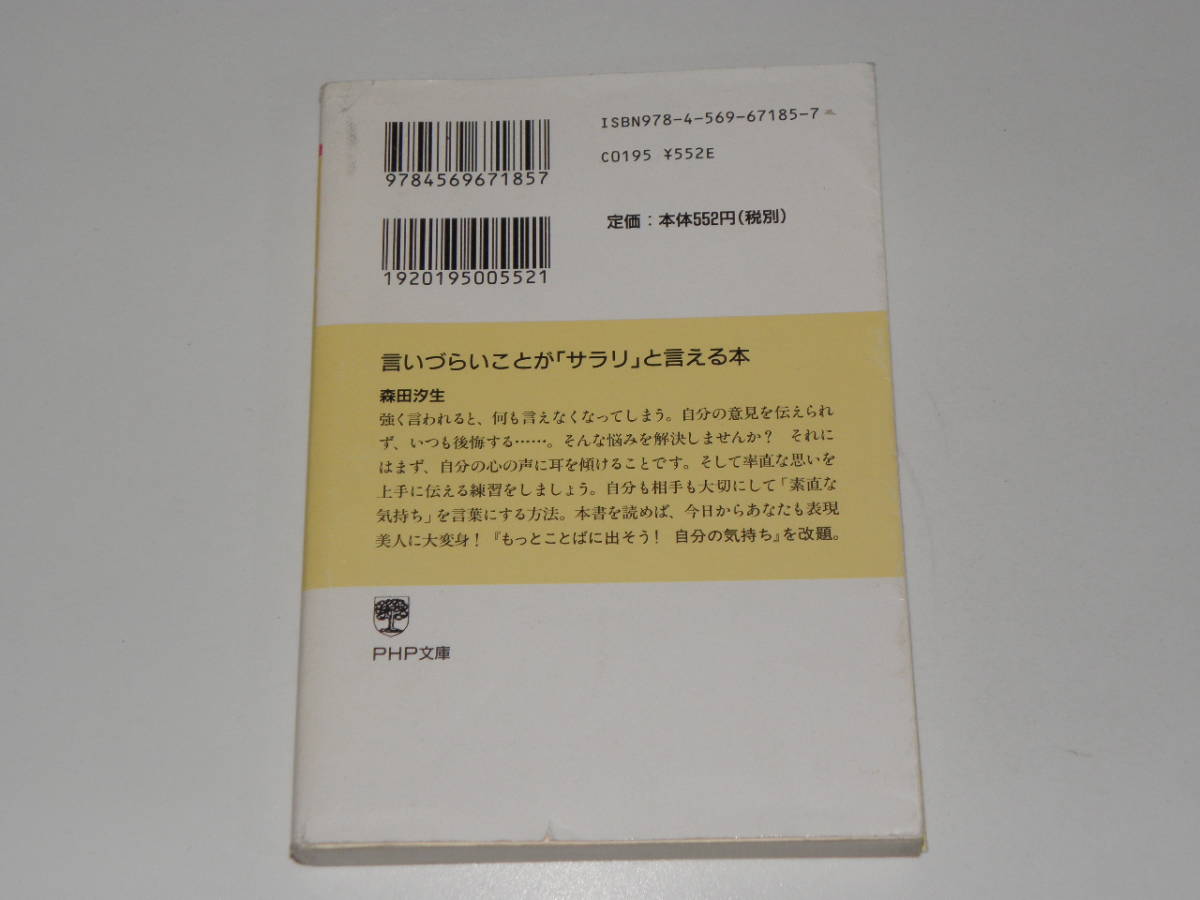 ISBN978-4-569-67185-7
C0195 ¥552E
9784569671857
定価：本体552円(税別)
1920195005521
言いづらいことが「サラリ」と言える本
森田汐生
強く言われると、何も言えなくなってしまう。自分の意見を伝えられ
ず、いつも後悔する……。そんな悩みを解決しませんか？ それに
はまず、自分の心の声に耳を傾けることです。そして率直な思いを
上手に伝える練習をしましょう。自分も相手も大切にして「素直な
気持ち」を言葉にする方法。本書を読めば、今日からあなたも表現
美人に大変身！『もっとことばに出そう！ 自分の気持ち』を改題。
PHP文庫